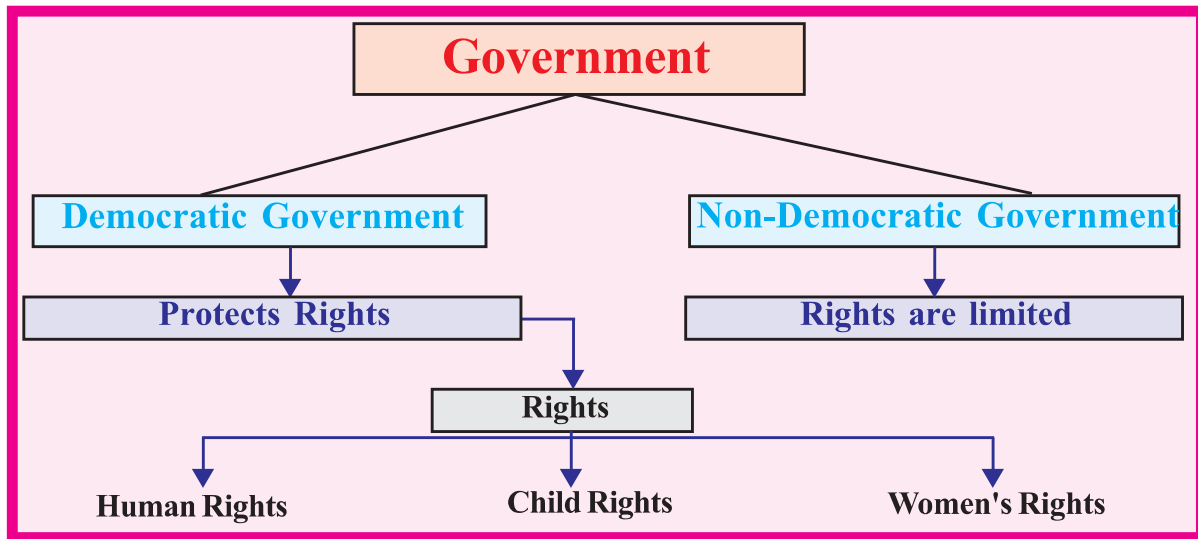 Government
Democratic Government
Non-Democratic Government
Protects Rights
Rights are limited
Rights
Human Rights
Child Rights
Women's Rights